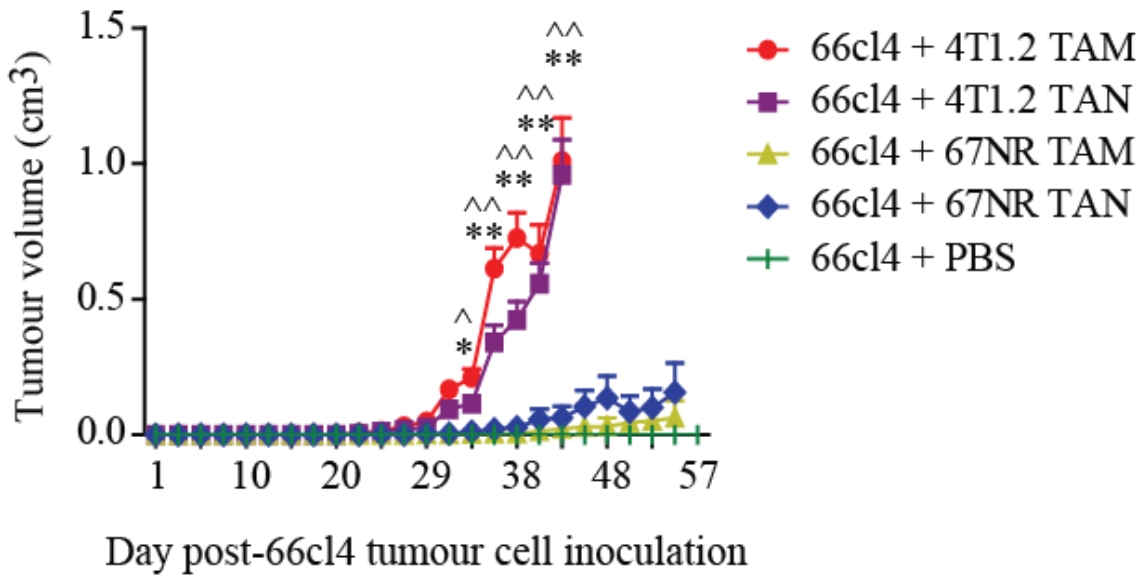 Tumour volume (cm3)
1.5
1.0
0.5
0.0
^^
**
^^
**
^^
**
^^
**
^
*
1 10 20 29 38 48 57
Day post-66cl4 tumour cell inoculation
66cl4 + 4T1.2 TAM
66cl4 + 4T1.2 TAN
66cl4 + 67NR TAM
66cl4 + 67NR TAN
66cl4 + PBS